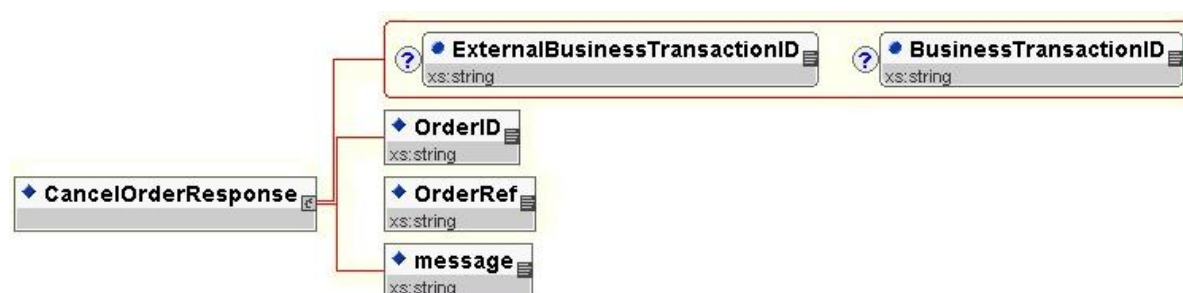 ? ExternalBusinessTransactionID ? BusinessTransactionID
xs:string xs:string
OrderID
xs:string
CancelOrderResponse
OrderRef
xs:string
message
xs:string